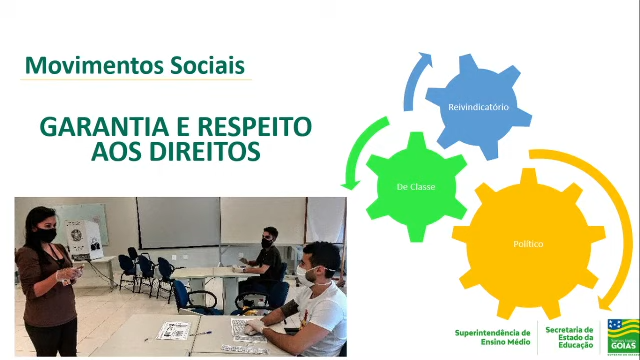 Movimentos Sociais
GARANTIA E RESPEITO
AOS DIREITOS
Reivindicatório
De Classe
Político
Superintendência de
Ensino Médio
Secretaria de
Estado da
Educação
GOIÁS